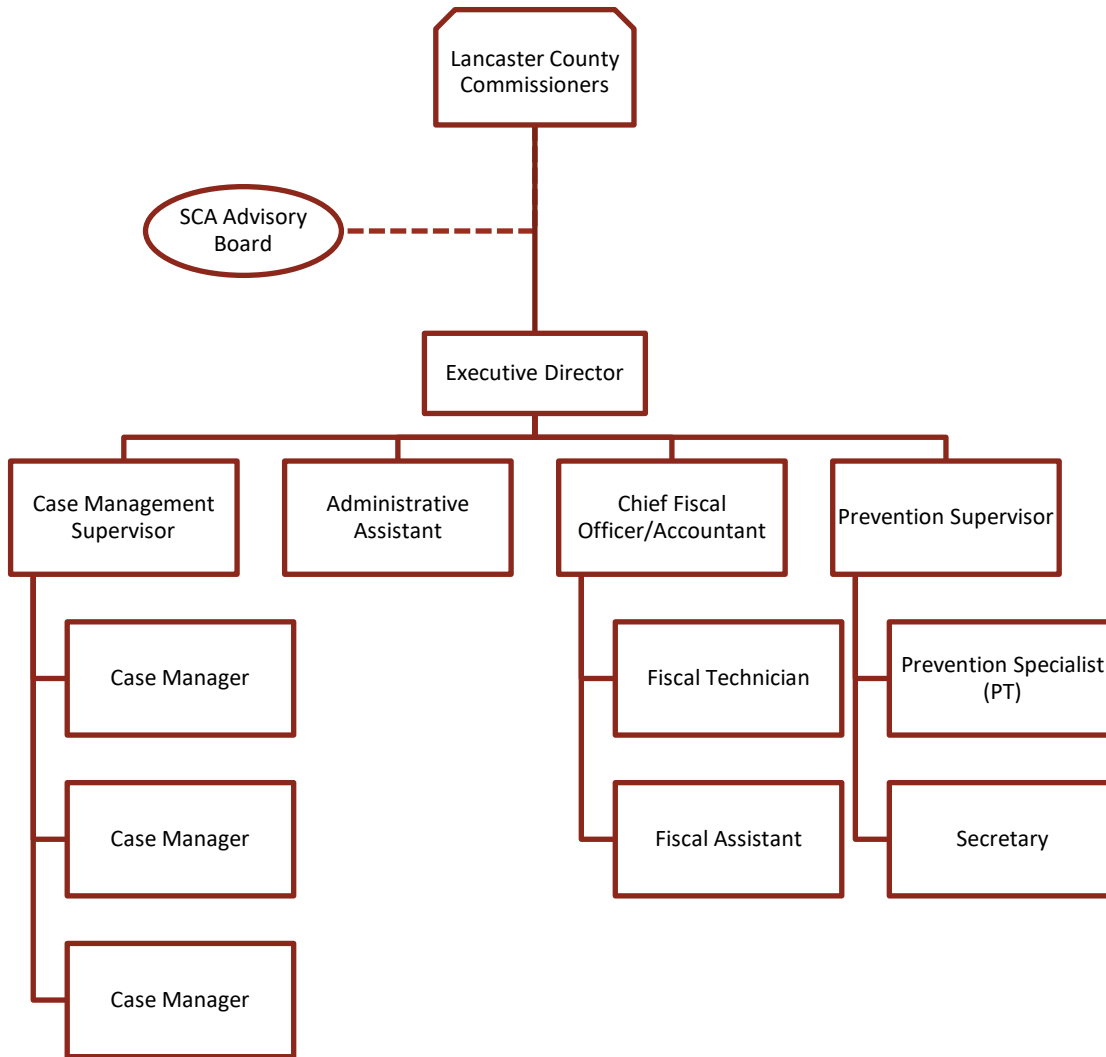 Lancaster County
Commissioners
SCA Advisory
Board
Executive Director
Case Management
Supervisor
Administrative
Assistant
Chief Fiscal
Officer/Accountant
Prevention Supervisor
Case Manager
Fiscal Technician
Prevention Specialist
(PT)
Case Manager
Fiscal Assistant
Secretary
Case Manager